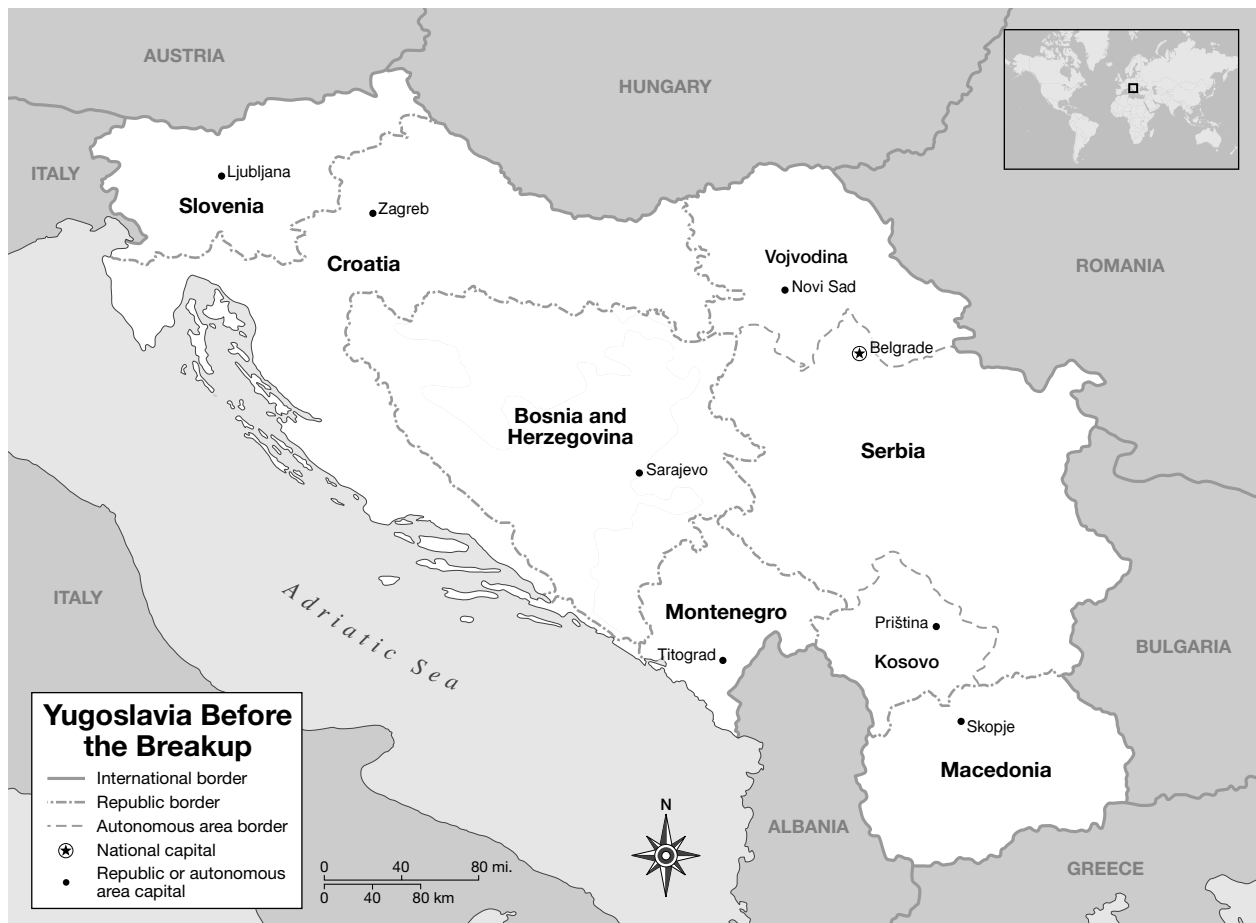 AUSTRIA
HUNGARY
ITALY
Ljubljana
Slovenia
Zagreb
Croatia
Vojvodina
Novi Sad
ROMANIA
Belgrade
Bosnia and
Herzegovina
Serbia
Sarajevo
ITALY
Adriatic Sea
Montenegro
Titograd
Priština
Kosovo
BULGARIA
Skopje
Macedonia
ALBANIA
GREECE
Yugoslavia Before
the Breakup
International border
Republic border
Autonomous area border
National capital
Republic or autonomous
area capital
0 40 80 mi.
0 40 80 km
N